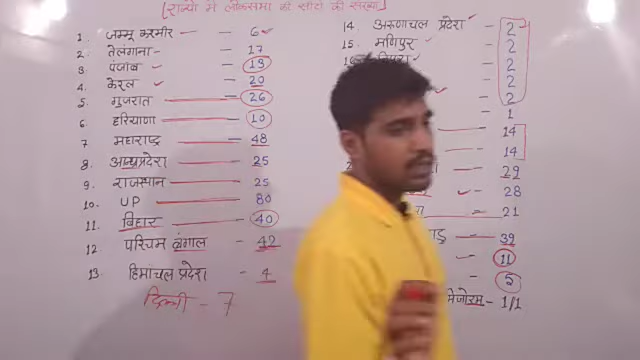 [राज्यो मे लोकसभा की सीटो की संख्या]
1. जम्मू कश्मीर - 6
2. तेलंगाना - 17
3. पंजाब - 13
4. केरल - 20
5. गुजरात - 26
6. हरियाणा - 10
7 महाराष्ट्र - 48
8. आन्ध्रप्रदेश - 25
9. राजस्थान - 25
10. UP - 80
11. बिहार - 40
12 पश्चिम बंगाल - 42
13. हिमांचल प्रदेश - 4
दिल्ली - 7
14. अरुणाचल प्रदेश - 2
15. मणिपुर - 2
2
2
2
1
14
14
29
28
21
39
11
5
मेजोरम - 1/1